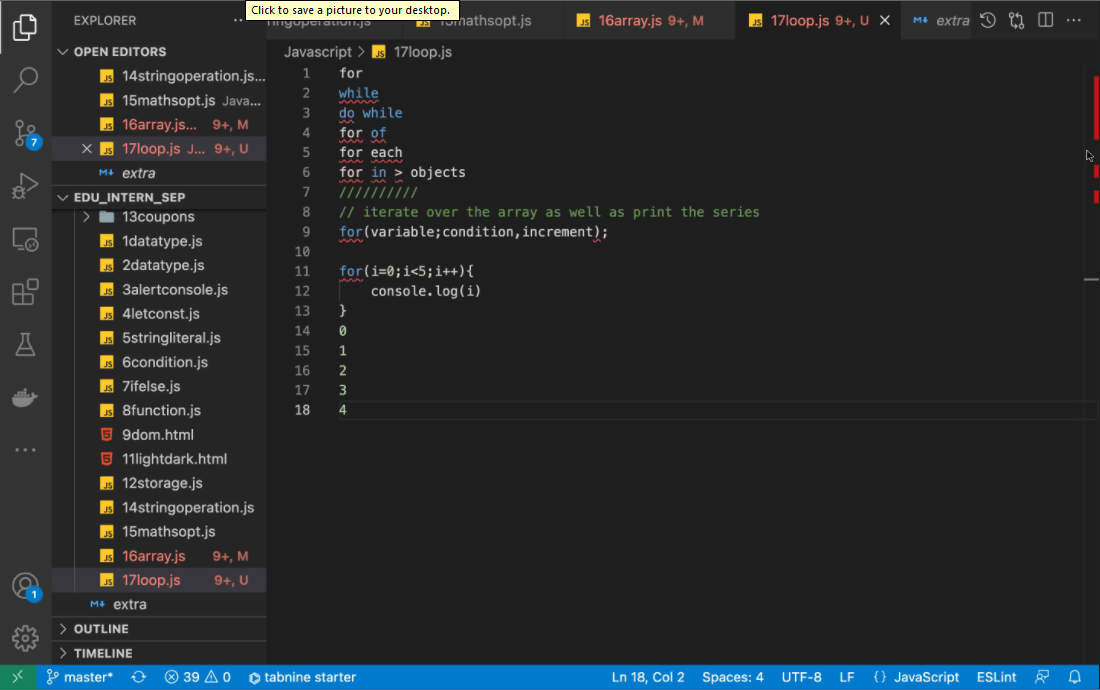 Click to save a picture to your desktop.
EXPLORER
15mathsopt.js
16array.js 9+, M
17loop.js 9+, U
extra
OPEN EDITORS
14stringoperation.js...
15mathsopt.js Java...
16array.js... 9+, M
17loop.js J... 9+, U
extra
EDU_INTERN_SEP
13coupons
1datatype.js
2datatype.js
3alertconsole.js
4letconst.js
5stringliteral.js
6condition.js
7ifelse.js
8function.js
9dom.html
11lightdark.html
12storage.js
14stringoperation.js
15mathsopt.js
16array.js 9+, M
17loop.js 9+, U
extra
OUTLINE
TIMELINE
7
1
Javascript > 17loop.js
1 for
2 while
3 do while
4 for of
5 for each
6 for in > objects
7 //////////
8 // iterate over the array as well as print the series
9 for(variable;condition,increment);
10
11 for(i=0;i<5;i++){
12 console.log(i)
13 }
14 0
15 1
16 2
17 3
18 4
master* 39 0 tabnine starter Ln 18, Col 2 Spaces: 4 UTF-8 LF {} JavaScript ESLint